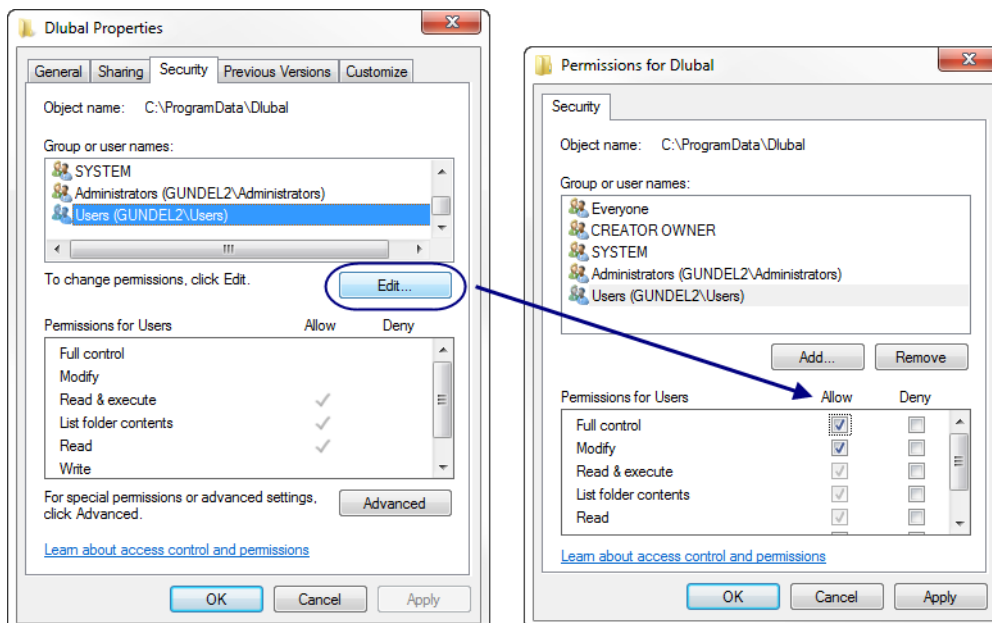 Dlubal Properties
General Sharing Security Previous Versions Customize
Object name: C:\ProgramData\Dlubal
Group or user names:
SYSTEM
Administrators (GUNDEL2\Administrators)
Users (GUNDEL2\Users)
To change permissions, click Edit.
Edit...
Permissions for Users Allow Deny
Full control
Modify
Read & execute
List folder contents
Read
Write
For special permissions or advanced settings,
click Advanced.
Advanced
Learn about access control and permissions
OK Cancel Apply
Permissions for Dlubal
Security
Object name: C:\ProgramData\Dlubal
Group or user names:
Everyone
CREATOR OWNER
SYSTEM
Administrators (GUNDEL2\Administrators)
Users (GUNDEL2\Users)
Add... Remove
Permissions for Users Allow Deny
Full control
Modify
Read & execute
List folder contents
Read
Learn about access control and permissions
OK Cancel Apply